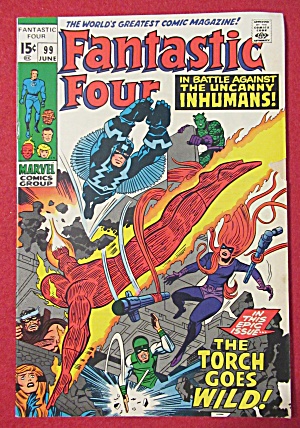 THE WORLD'S GREATEST COMIC MAGAZINE!
FANTASTIC
FOUR
15¢
99
JUNE
Fantastic
Four
IN BATTLE AGAINST
THE UNCANNY
INHUMANS!
MARVEL
COMICS
GROUP
IN THIS
EPIC
ISSUE
THE
TORCH
GOES
WILD!